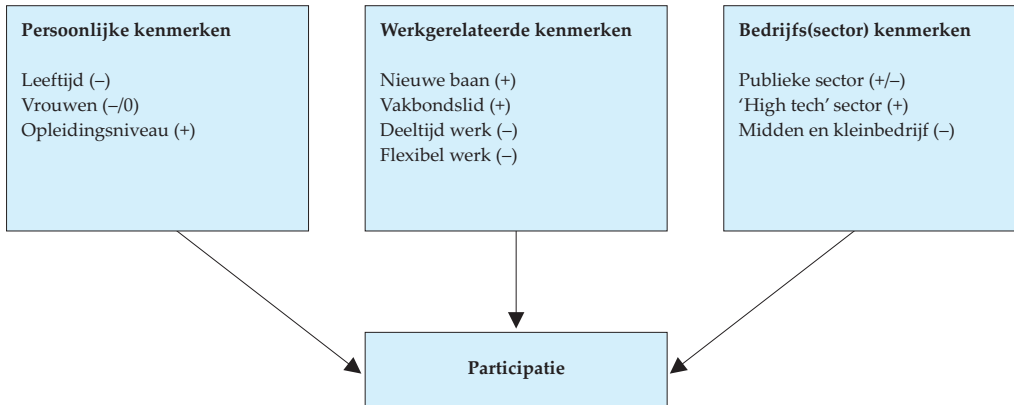 Persoonlijke kenmerken
Leeftijd (–)
Vrouwen (–/0)
Opleidingsniveau (+)
Werkgerelateerde kenmerken
Nieuwe baan (+)
Vakbondslid (+)
Deeltijd werk (–)
Flexibel werk (–)
Bedrijfs(sector) kenmerken
Publieke sector (+/–)
‘High tech’ sector (+)
Midden en kleinbedrijf (–)
Participatie